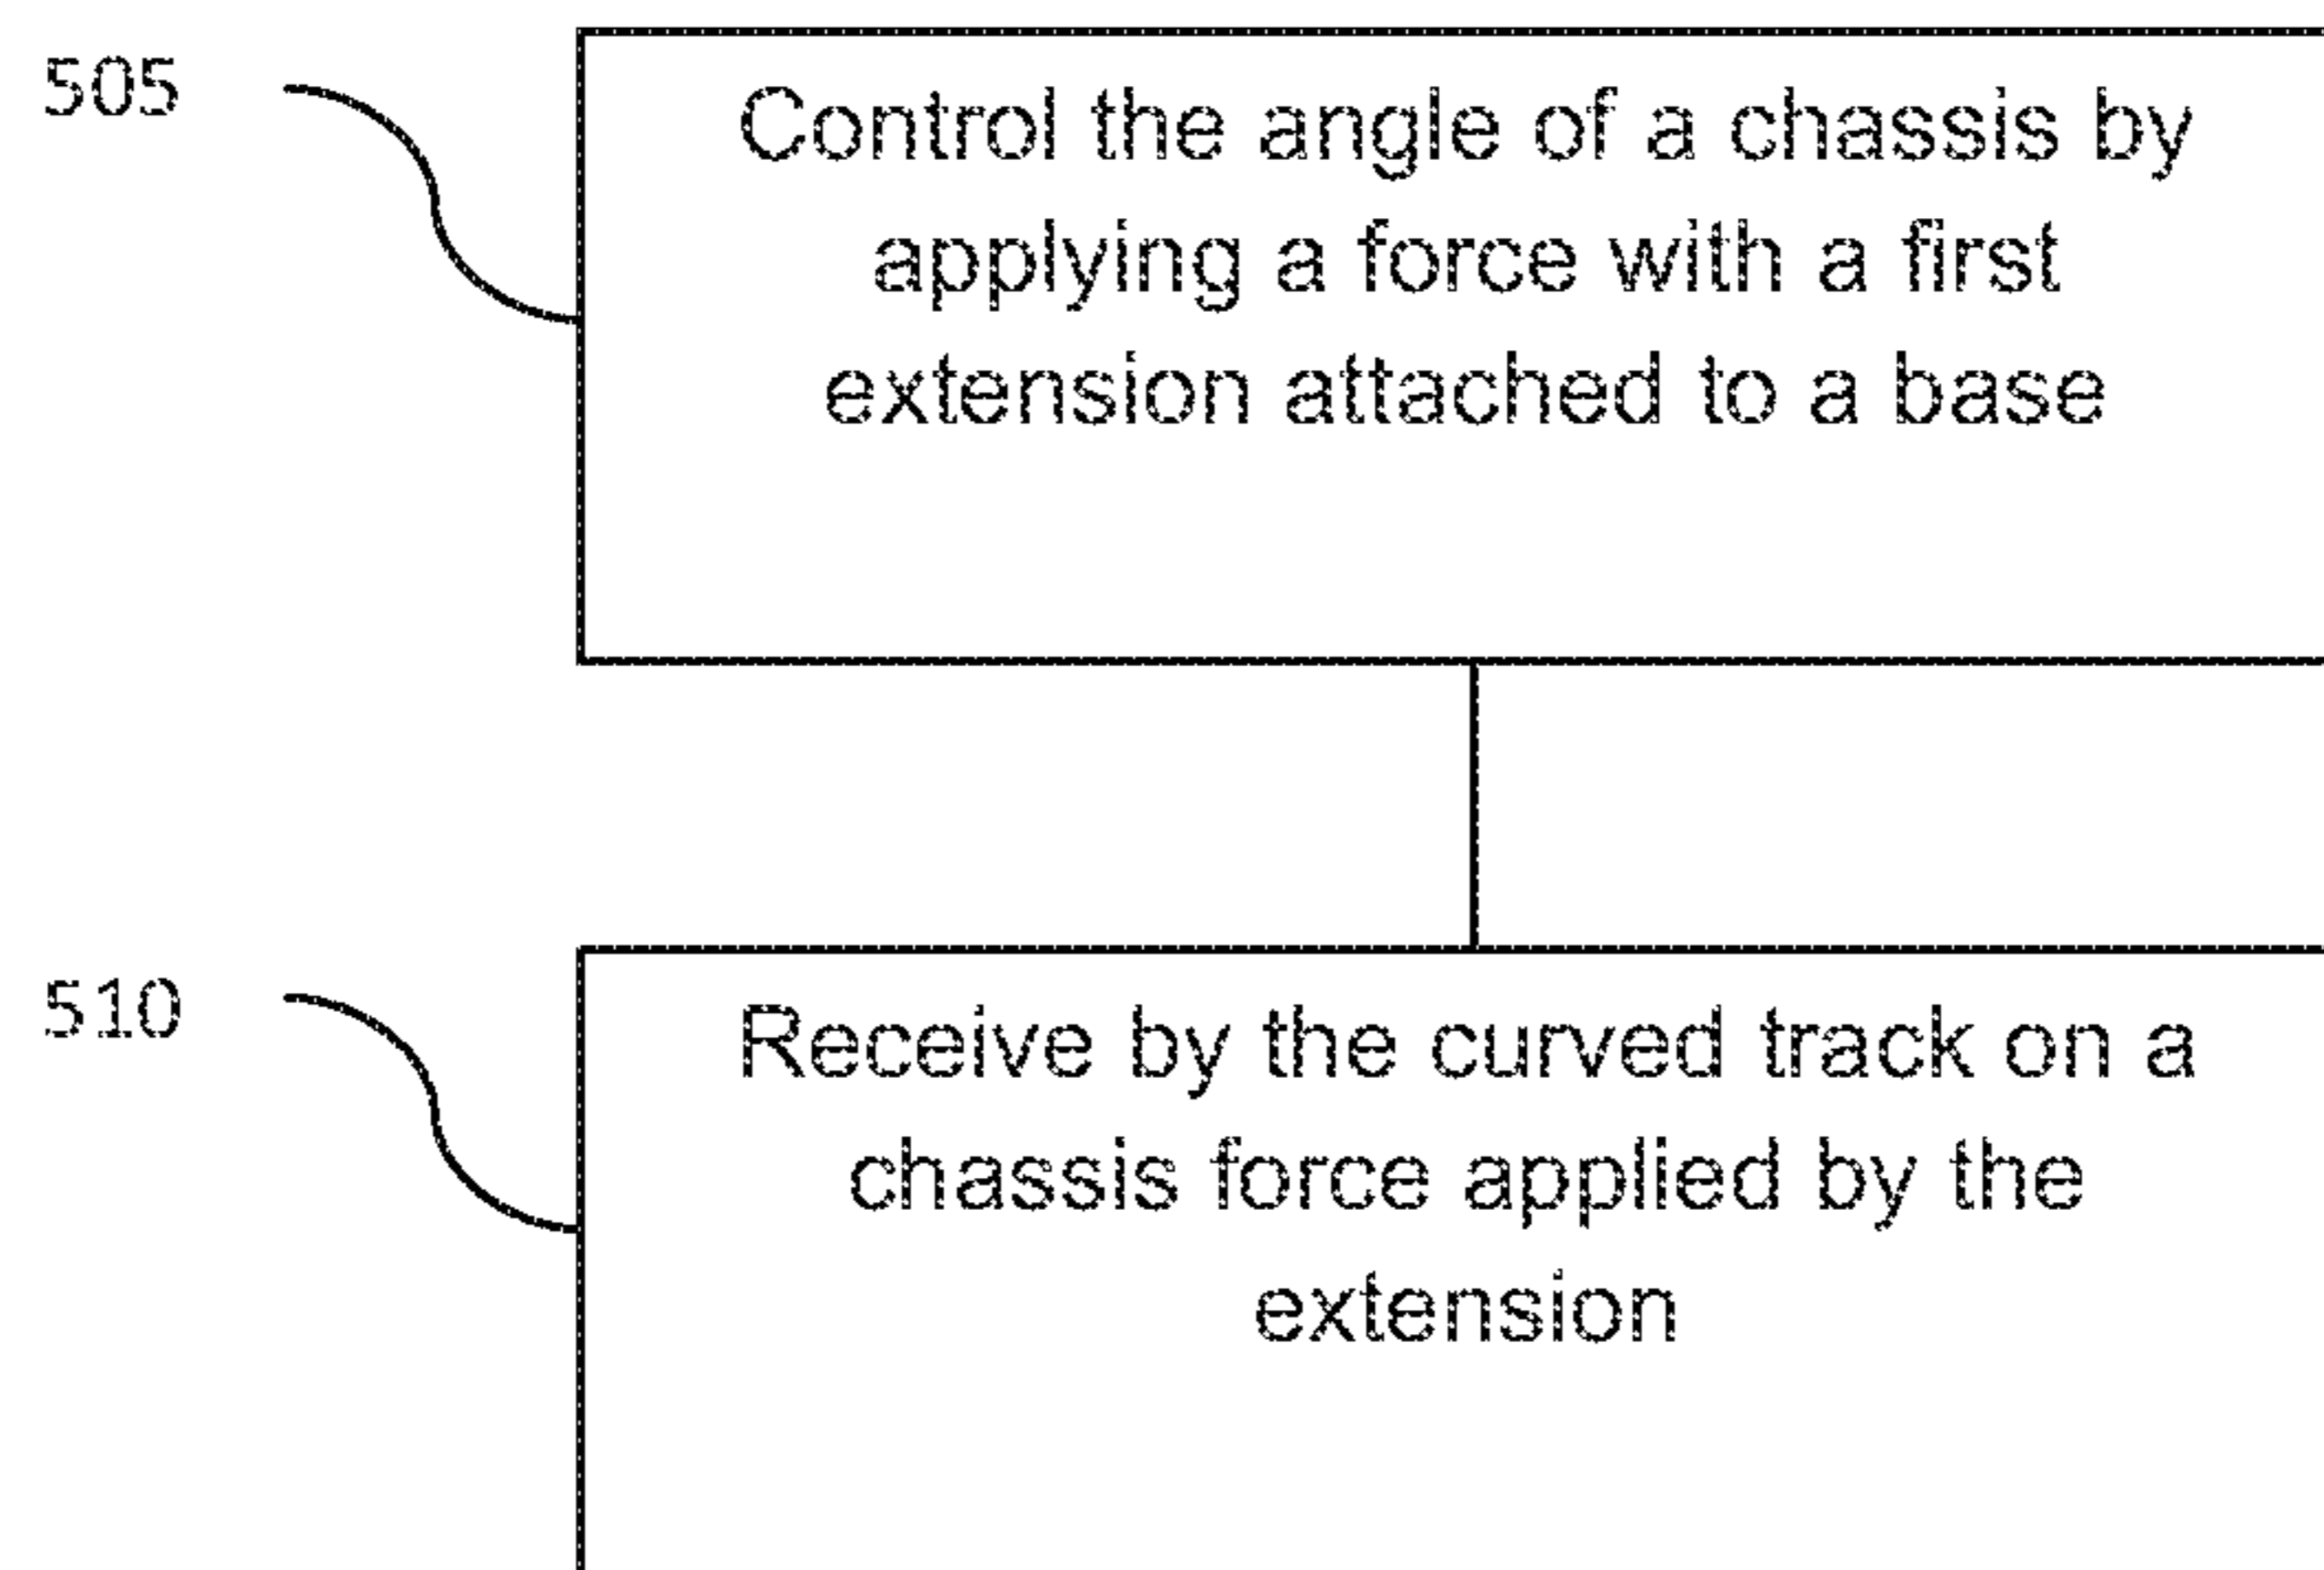 505
Control the angle of a chassis by
applying a force with a first
extension attached to a base
510
Receive by the curved track on a
chassis force applied by the
extension